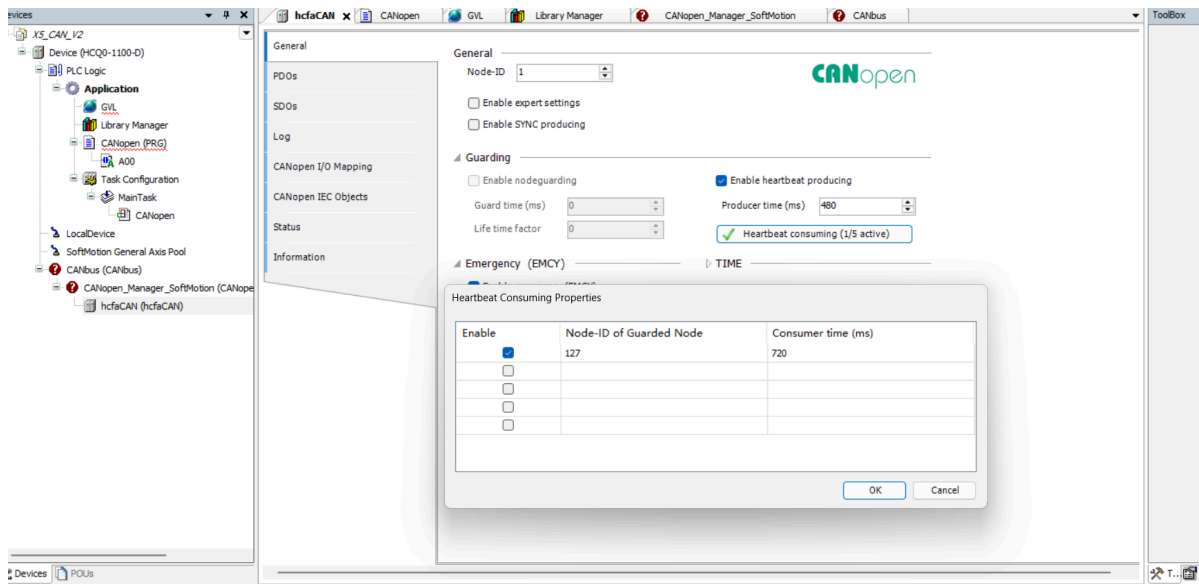 evices
hcfaCAN
CANopen
GVL
Library Manager
CANopen_Manager_SoftMotion
CANbus
ToolBox
X5_CAN_V2
Device (HCQ0-1100-D)
PLC Logic
Application
GVL
Library Manager
CANopen (PRG)
A00
Task Configuration
MainTask
CANopen
LocalDevice
SoftMotion General Axis Pool
CANbus (CANbus)
CANopen_Manager_SoftMotion (CANope
hcfaCAN (hcfaCAN)
Devices
POUs
General
PDOs
SDOs
Log
CANopen I/O Mapping
CANopen IEC Objects
Status
Information
General
Node-ID 1
CANopen
Enable expert settings
Enable SYNC producing
Guarding
Enable nodeguarding
Enable heartbeat producing
Guard time (ms) 0
Producer time (ms) 480
Life time factor 0
Heartbeat consuming (1/5 active)
Emergency (EMCY)
TIME
Heartbeat Consuming Properties
Enable Node-ID of Guarded Node Consumer time (ms)
127 720
OK Cancel
T...